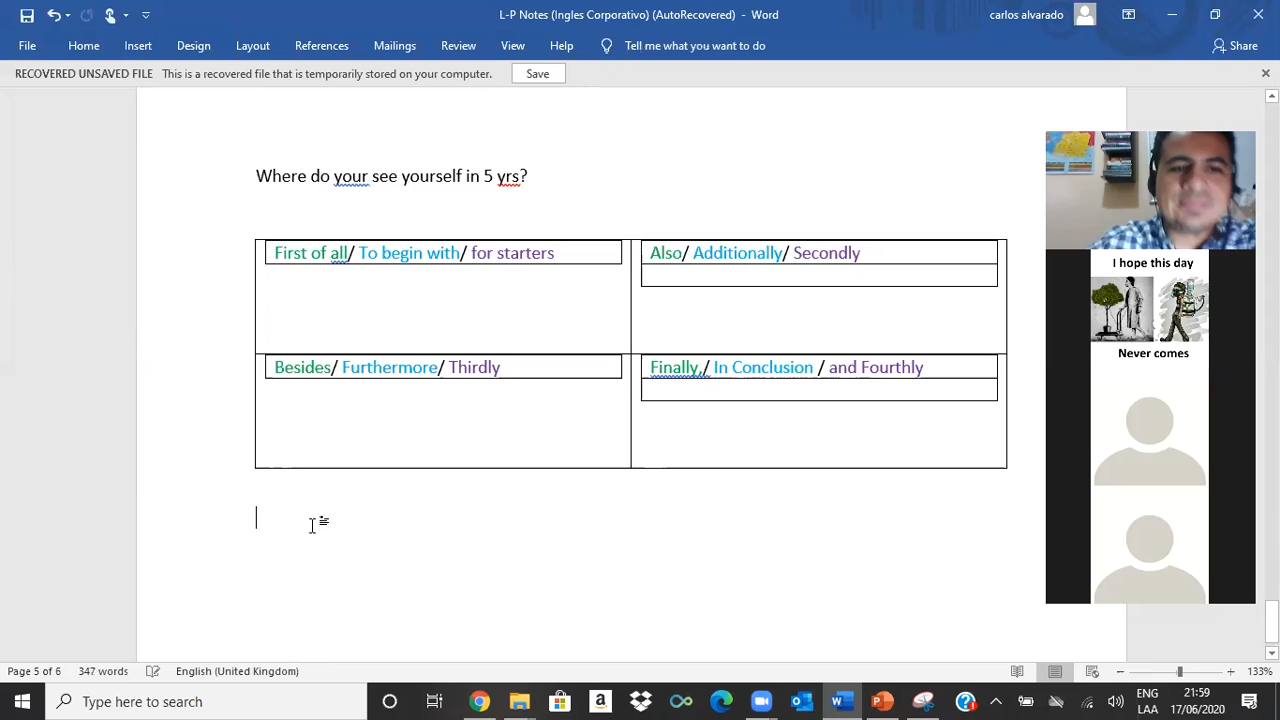 L-P Notes (Ingles Corporativo) (AutoRecovered) - Word
carlos alvarado
File Home Insert Design Layout References Mailings Review View Help Tell me what you want to do Share
RECOVERED UNSAVED FILE This is a recovered file that is temporarily stored on your computer. Save
Where do your see yourself in 5 yrs?
First of all/ To begin with/ for starters
Also/ Additionally/ Secondly
Besides/ Furthermore/ Thirdly
Finally,/ In Conclusion / and Fourthly
I hope this day
Never comes
Page 5 of 6 347 words English (United Kingdom) 133%
Type here to search
ENG
LAA
21:59
17/06/2020